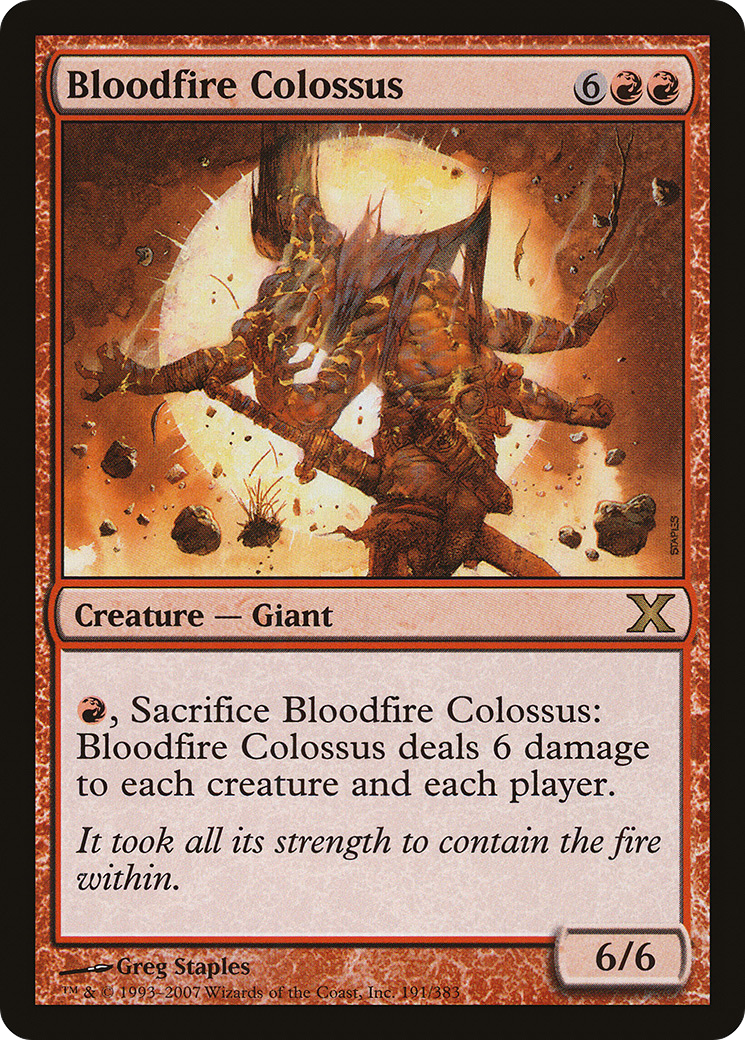 Bloodfire Colossus 6
STAPLES
Creature — Giant X
, Sacrifice Bloodfire Colossus:
Bloodfire Colossus deals 6 damage
to each creature and each player.
It took all its strength to contain the fire
within.
6/6
Greg Staples
™ & © 1993–2007 Wizards of the Coast, Inc. 191/383